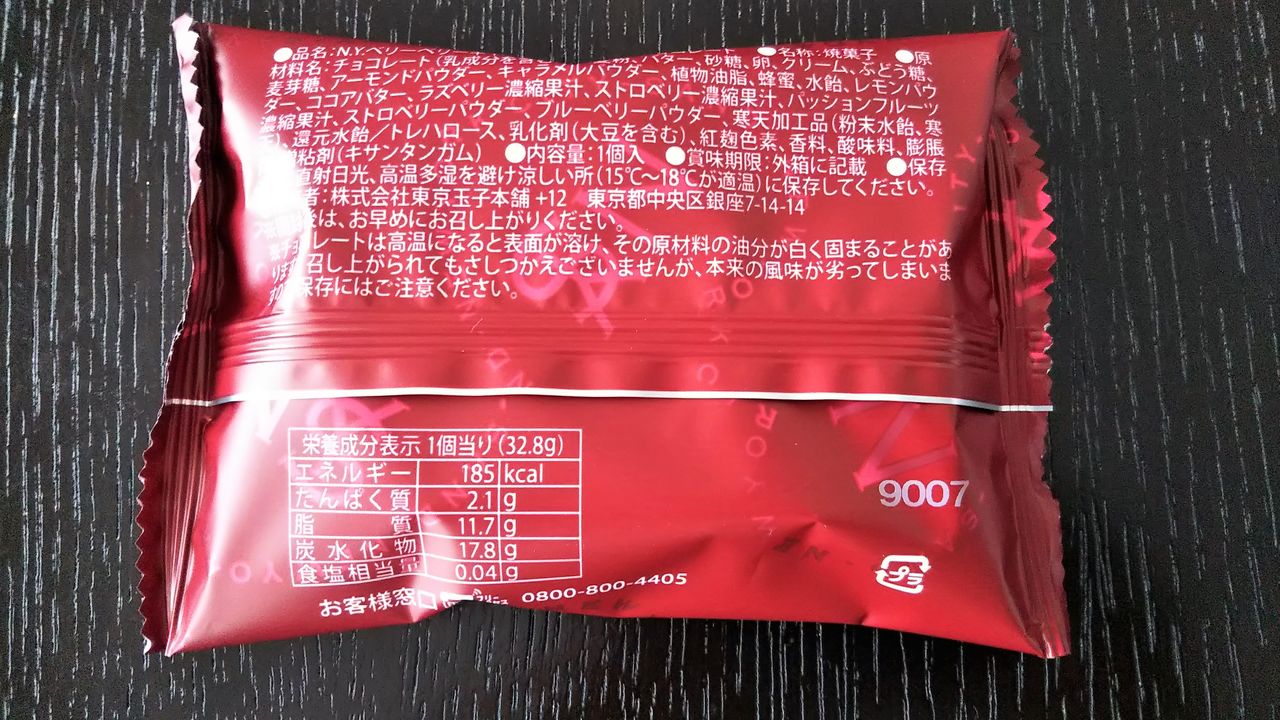 ●品名:N.Y.ベリーベリー ●名称:焼菓子 ●原
材料名:チョコレート(乳成分を含む バター、砂糖、卵、クリーム、ぶどう糖、
麦芽糖、アーモンドパウダー、キャラメルパウダー、植物油脂、蜂蜜、水飴、レモンパウ
ダー、ココアバター、ラズベリー濃縮果汁、ストロベリー濃縮果汁、パッションフルーツ
濃縮果汁、ストロベリーパウダー、ブルーベリーパウダー、寒天加工品(粉末水飴、寒
)、還元水飴/トレハロース、乳化剤(大豆を含む)、紅麹色素、香料、酸味料、膨脹
増粘剤(キサンタンガム) ●内容量:1個入 ●賞味期限:外箱に記載 ●保存
直射日光、高温多湿を避け涼しい所(15℃~18℃が適温)に保存してください。
者:株式会社東京玉子本舗 +12 東京都中央区銀座7-14-14
後は、お早めにお召し上がりください。
レートは高温になると表面が溶け、その原材料の油分が白く固まることがあ
召し上がられてもさしつかえございませんが、本来の風味が劣ってしまいま
保存にはご注意ください。
栄養成分表示 1個当り(32.8g)
エネルギー 185 kcal
たんぱく質 2.1 g
脂質 11.7 g
炭水化物 17.8 g
食塩相当量 0.04 g
9007
プラ
お客様窓口 0800-800-4405